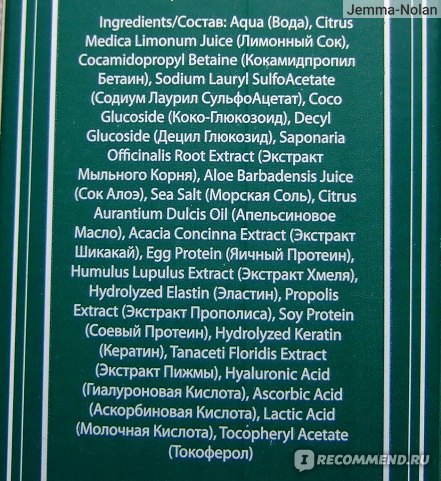 Jemma-Nolan
Ingredients/Состав: Aqua (Вода), Citrus
Medica Limonum Juice (Лимонный Сок),
Cocamidopropyl Betaine (Кокамидпропил
Бетаин), Sodium Lauryl SulfoAcetate
(Содиум Лаурил СульфоАцетат), Coco
Glucoside (Коко-Глюкозоид), Decyl
Glucoside (Децил Глюкозид), Saponaria
Officinalis Root Extract (Экстракт
Мыльного Корня), Aloe Barbadensis Juice
(Сок Алоэ), Sea Salt (Морская Соль), Citrus
Aurantium Dulcis Oil (Апельсиновое
Масло), Acacia Concinna Extract (Экстракт
Шикакай), Egg Protein (Яичный Протеин),
Humulus Lupulus Extract (Экстракт Хмеля),
Hydrolyzed Elastin (Эластин), Propolis
Extract (Экстракт Прополиса), Soy Protein
(Соевый Протеин), Hydrolyzed Keratin
(Кератин), Tanaceti Floridis Extract
(Экстракт Пижмы), Hyaluronic Acid
(Гиалуроновая Кислота), Ascorbic Acid
(Аскорбиновая Кислота), Lactic Acid
(Молочная Кислота), Tocopheryl Acetate
(Токоферол)
I RECOMMEND.RU